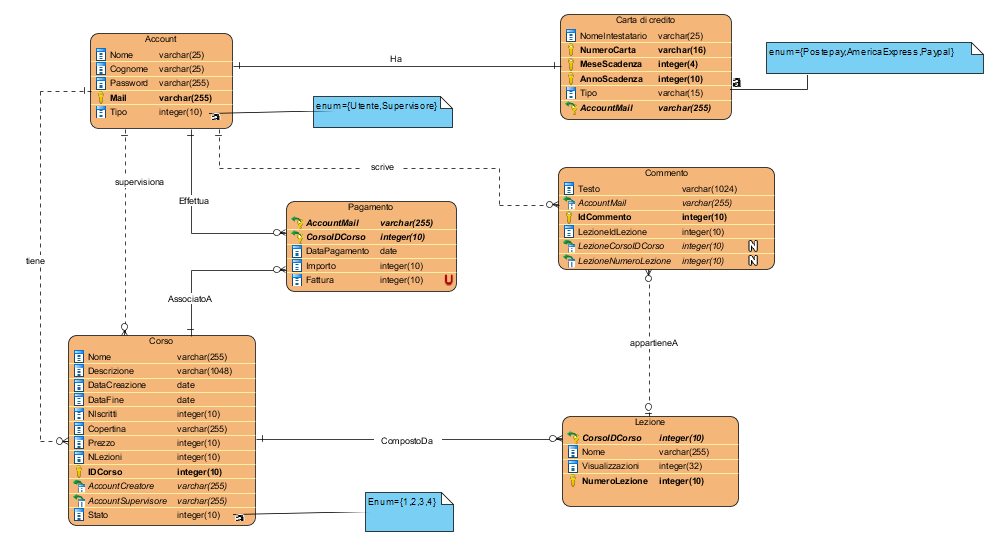 Account
Nome varchar(25)
Cognome varchar(25)
Password varchar(255)
Mail varchar(255)
Tipo integer(10)
a
enum={Utente,Supervisore}
Ha
Carta di credito
NomeIntestatario varchar(25)
NumeroCarta varchar(16)
MeseScadenza integer(4)
AnnoScadenza integer(10)
Tipo varchar(15)
AccountMail varchar(255)
a
enum={Postepay,AmericaExpress,Paypal}
supervisiona
Effettua
scrive
tiene
Pagamento
AccountMail varchar(255)
CorsoIDCorso integer(10)
DataPagamento date
Importo integer(10)
Fattura integer(10) U
Commento
Testo varchar(1024)
AccountMail varchar(255)
IdCommento integer(10)
LezioneIdLezione integer(10)
LezioneCorsoIDCorso integer(10) N
LezioneNumeroLezione integer(10) N
AssociatoA
appartieneA
Corso
Nome varchar(255)
Descrizione varchar(1048)
DataCreazione date
DataFine date
NIscritti integer(10)
Copertina varchar(255)
Prezzo integer(10)
NLezioni integer(10)
IDCorso integer(10)
AccountCreatore varchar(255)
AccountSupervisore varchar(255)
Stato integer(10)
a
Enum={1,2,3,4}
CompostoDa
Lezione
CorsoIDCorso integer(10)
Nome varchar(255)
Visualizzazioni integer(32)
NumeroLezione integer(10)